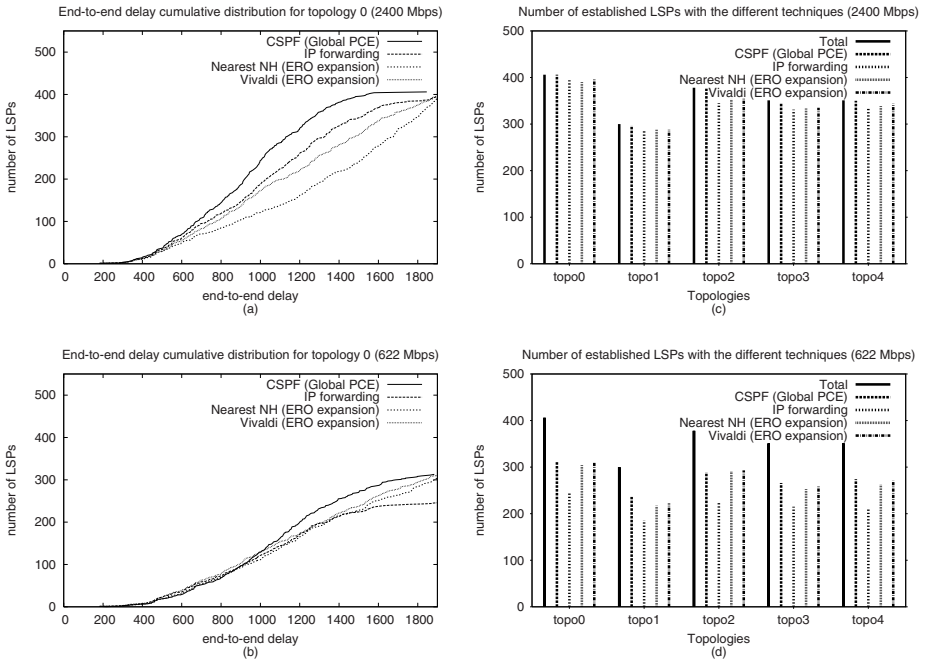 End-to-end delay cumulative distribution for topology 0 (2400 Mbps)
number of LSPs
500
400
300
200
100
0
CSPF (Global PCE)
IP forwarding
Nearest NH (ERO expansion)
Vivaldi (ERO expansion)
0 200 400 600 800 1000 1200 1400 1600 1800
end-to-end delay
(a)
Number of established LSPs with the different techniques (2400 Mbps)
number of LSPs
500
400
300
200
100
0
Total
CSPF (Global PCE)
IP forwarding
Nearest NH (ERO expansion)
Vivaldi (ERO expansion)
topo0 topo1 topo2 topo3 topo4
Topologies
(c)
End-to-end delay cumulative distribution for topology 0 (622 Mbps)
number of LSPs
500
400
300
200
100
0
CSPF (Global PCE)
IP forwarding
Nearest NH (ERO expansion)
Vivaldi (ERO expansion)
0 200 400 600 800 1000 1200 1400 1600 1800
end-to-end delay
(b)
Number of established LSPs with the different techniques (622 Mbps)
number of LSPs
500
400
300
200
100
0
Total
CSPF (Global PCE)
IP forwarding
Nearest NH (ERO expansion)
Vivaldi (ERO expansion)
topo0 topo1 topo2 topo3 topo4
Topologies
(d)